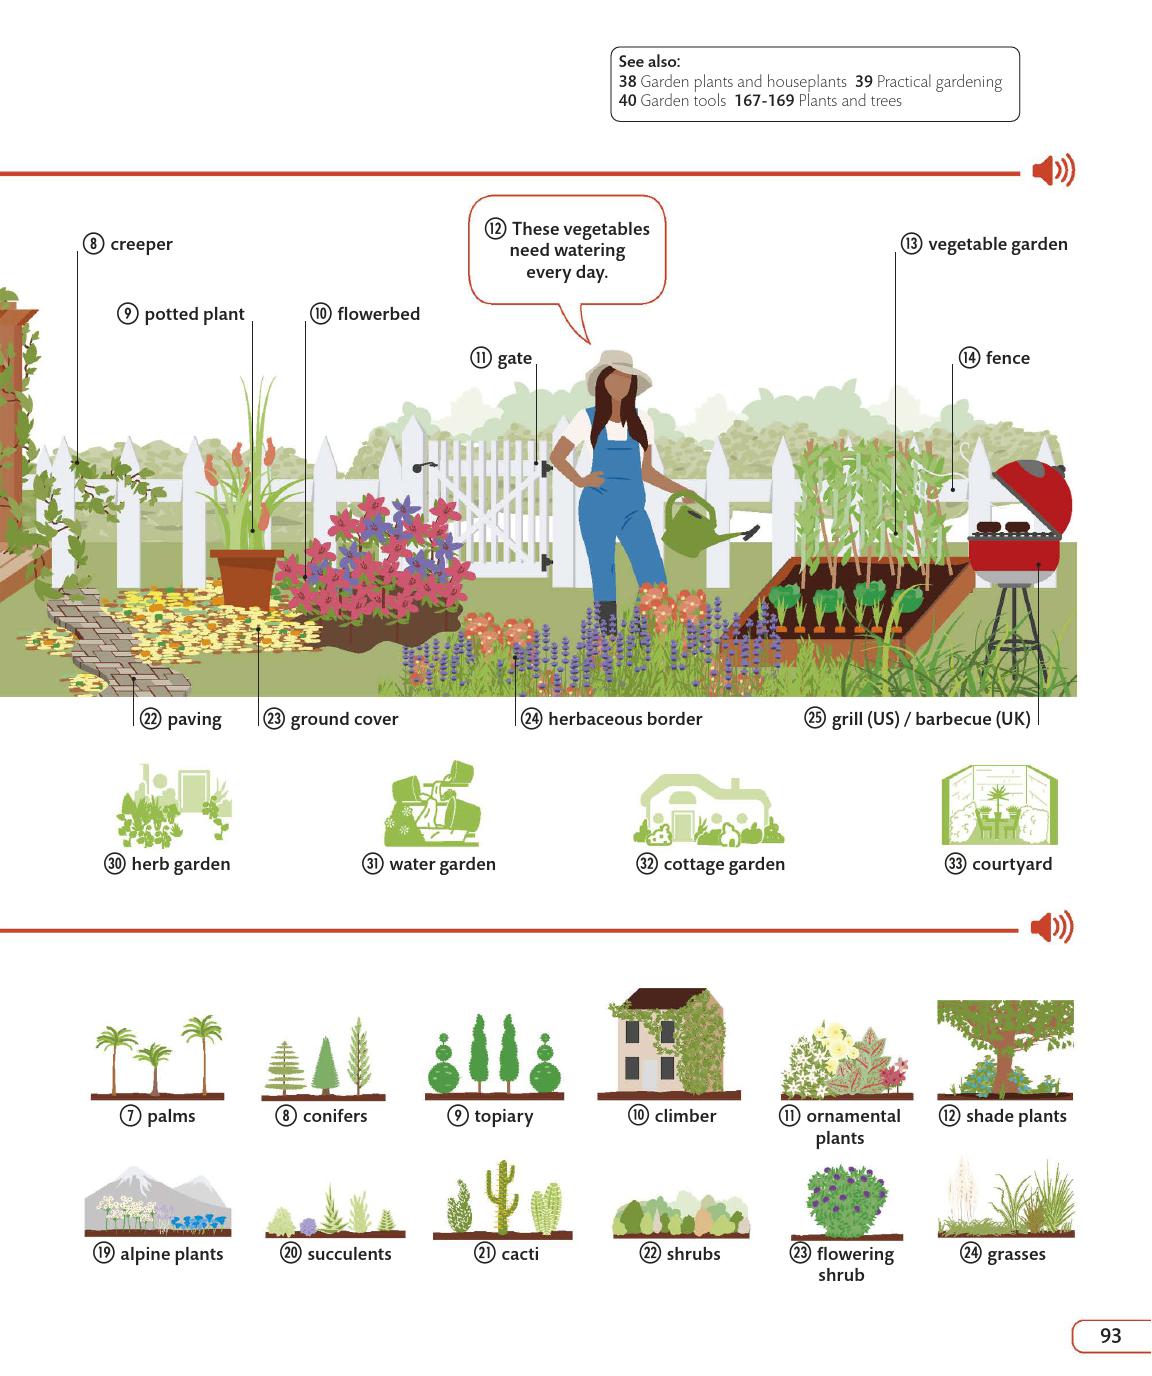 See also:
38 Garden plants and houseplants 39 Practical gardening
40 Garden tools 167-169 Plants and trees
8 creeper
12 These vegetables
need watering
every day.
13 vegetable garden
9 potted plant
10 flowerbed
11 gate
14 fence
22 paving
23 ground cover
24 herbaceous border
25 grill (US) / barbecue (UK)
30 herb garden
31 water garden
32 cottage garden
33 courtyard
7 palms
8 conifers
9 topiary
10 climber
11 ornamental
plants
12 shade plants
19 alpine plants
20 succulents
21 cacti
22 shrubs
23 flowering
shrub
24 grasses
93